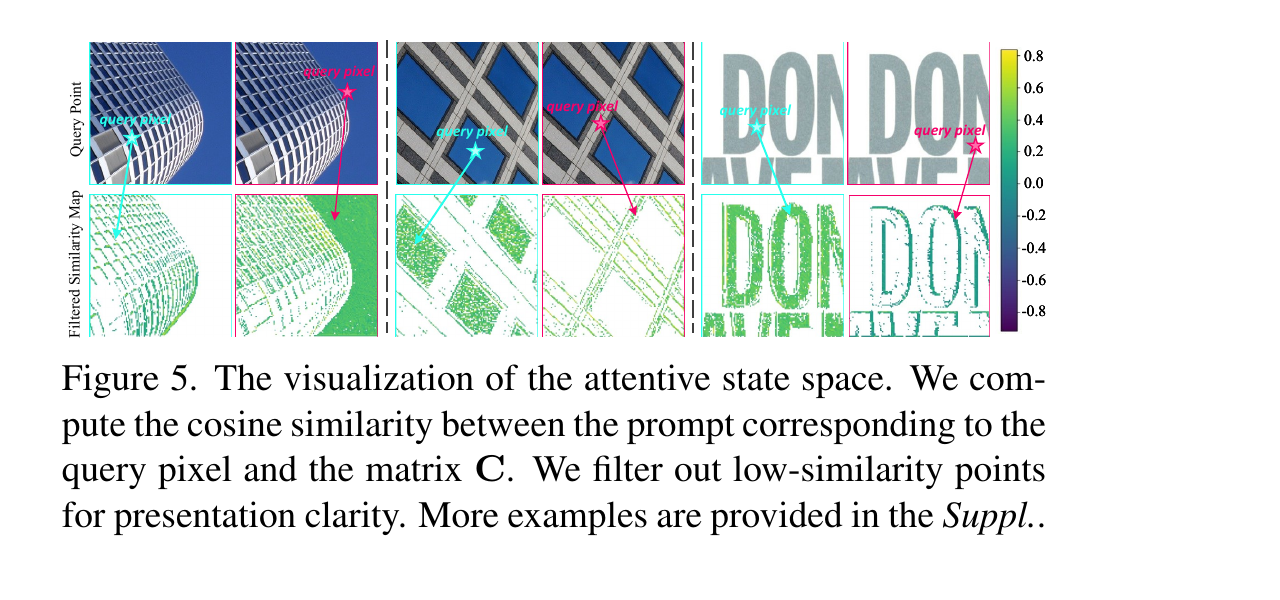 Query Point
query pixel
query pixel
query pixel
query pixel
query pixel
query pixel
DON
DON
Filtered Similarity Map
DON
DON
0.8
0.6
0.4
0.2
0.0
-0.2
-0.4
-0.6
-0.8
Figure 5. The visualization of the attentive state space. We com-
pute the cosine similarity between the prompt corresponding to the
query pixel and the matrix C. We filter out low-similarity points
for presentation clarity. More examples are provided in the Suppl..